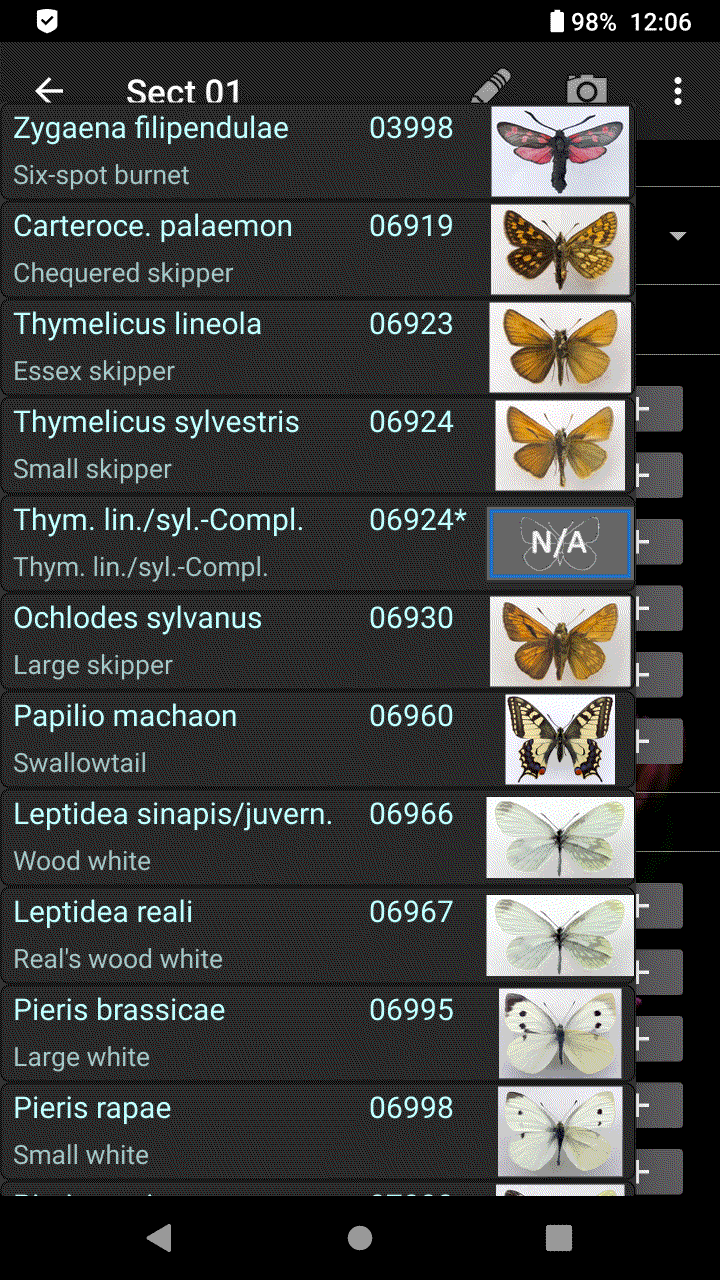 98% 12:06
Sect 01
Zygaena filipendulae 03998
Six-spot burnet
Carteroce. palaemon 06919
Chequered skipper
Thymelicus lineola 06923
Essex skipper
Thymelicus sylvestris 06924
Small skipper
Thym. lin./syl.-Compl. 06924*
N/A
Thym. lin./syl.-Compl.
Ochlodes sylvanus 06930
Large skipper
Papilio machaon 06960
Swallowtail
Leptidea sinapis/juvern. 06966
Wood white
Leptidea reali 06967
Real's wood white
Pieris brassicae 06995
Large white
Pieris rapae 06998
Small white